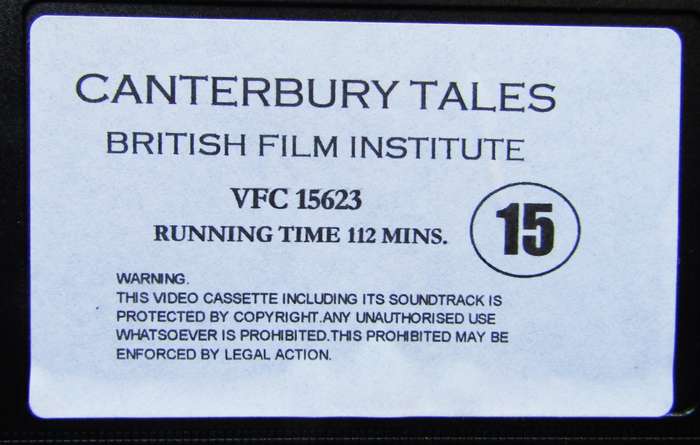 CANTERBURY TALES
BRITISH FILM INSTITUTE
VFC 15623
RUNNING TIME 112 MINS.
15
WARNING.
THIS VIDEO CASSETTE INCLUDING ITS SOUNDTRACK IS
PROTECTED BY COPYRIGHT.ANY UNAUTHORISED USE
WHATSOEVER IS PROHIBITED.THIS PROHIBITED MAY BE
ENFORCED BY LEGAL ACTION.